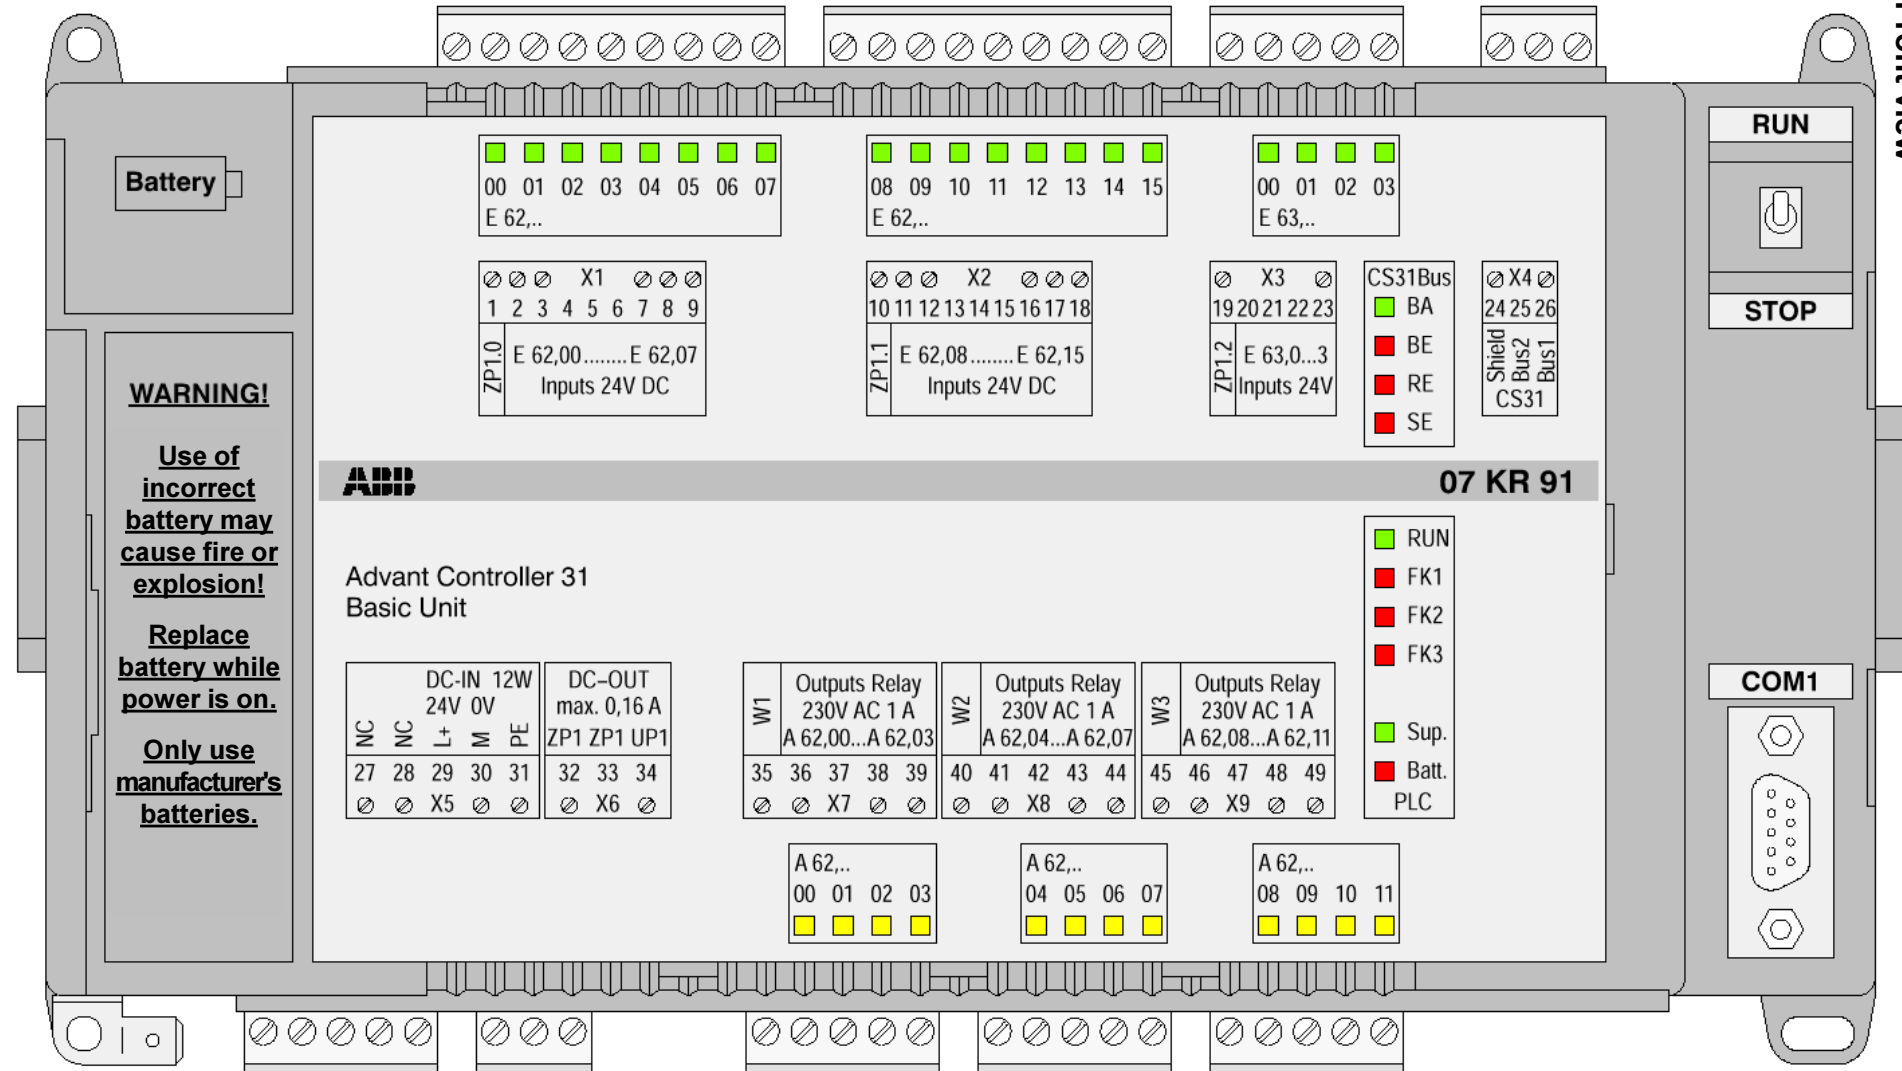 Front View
Battery
WARNING!
Use of
incorrect
battery may
cause fire or
explosion!
Replace
battery while
power is on.
Only use
manufacturer's
batteries.
00 01 02 03 04 05 06 07
E 62,..
08 09 10 11 12 13 14 15
E 62,..
00 01 02 03
E 63,..
X1
1 2 3 4 5 6 7 8 9
ZP1.0
E 62,00........E 62,07
Inputs 24V DC
X2
10 11 12 13 14 15 16 17 18
ZP1.1
E 62,08........E 62,15
Inputs 24V DC
X3
19 20 21 22 23
ZP1.2
E 63,0...3
Inputs 24V
CS31Bus
BA
BE
RE
SE
X4
24 25 26
Shield
Bus2
Bus1
CS31
ABB
07 KR 91
Advant Controller 31
Basic Unit
RUN
FK1
FK2
FK3
Sup.
Batt.
PLC
DC-IN 12W
24V 0V
NC NC L+ M PE
27 28 29 30 31
X5
DC–OUT
max. 0,16 A
ZP1 ZP1 UP1
32 33 34
X6
W1
Outputs Relay
230V AC 1 A
A 62,00...A 62,03
35 36 37 38 39
X7
W2
Outputs Relay
230V AC 1 A
A 62,04...A 62,07
40 41 42 43 44
X8
W3
Outputs Relay
230V AC 1 A
A 62,08...A 62,11
45 46 47 48 49
X9
A 62,..
00 01 02 03
A 62,..
04 05 06 07
A 62,..
08 09 10 11
RUN
STOP
COM1